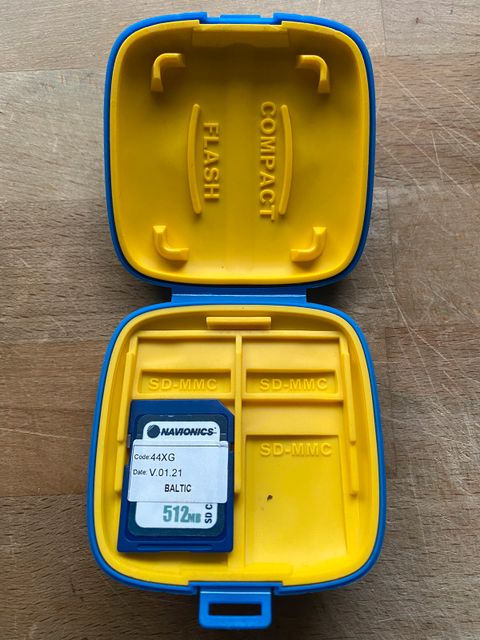 COMPACT
FLASH
SD-MMC SD-MMC
SD-MMC
NAVIONICS
Code: 44XG
Date: V.01.21
BALTIC
512MB
SD C